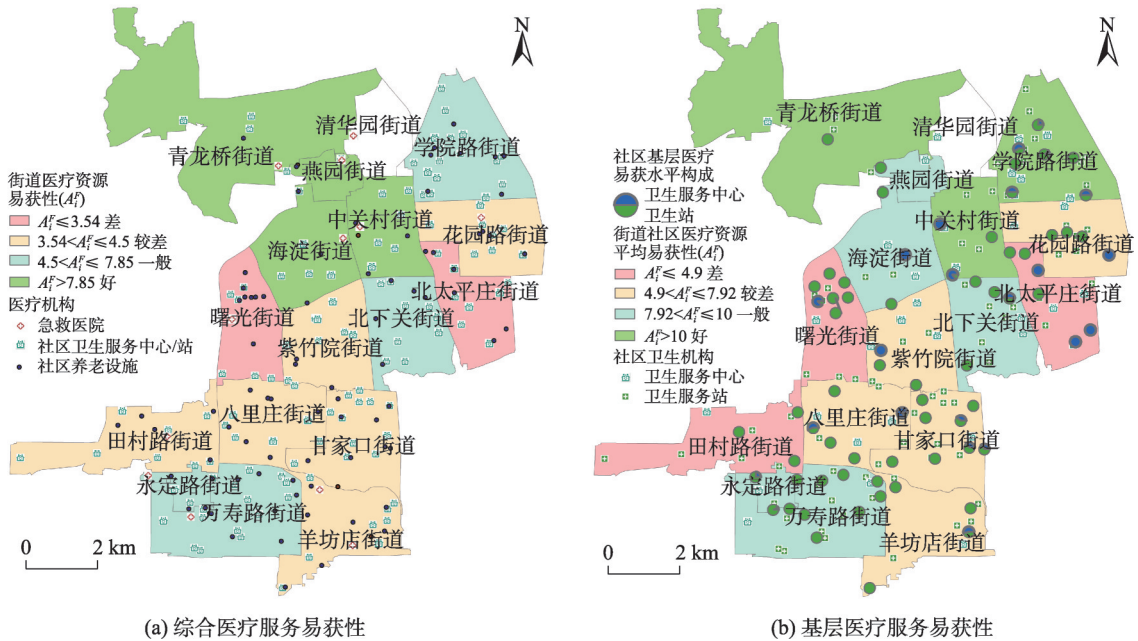 N
清华园街道
青龙桥街道
学院路街道
燕园街道
街道医疗资源
易获性(Aᵢᶠ)
Aᵢᶠ≤3.54 差
3.54<Aᵢᶠ≤4.5 较差
4.5<Aᵢᶠ≤7.85 一般
Aᵢᶠ>7.85 好
医疗机构
急救医院
社区卫生服务中心/站
社区养老设施
中关村街道
花园路街道
海淀街道
北太平庄街道
曙光街道
北下关街道
紫竹院街道
八里庄街道
田村路街道
甘家口街道
永定路街道
万寿路街道
羊坊店街道
0 2 km
(a) 综合医疗服务易获性
N
清华园街道
青龙桥街道
学院路街道
燕园街道
社区基层医疗
易获水平构成
卫生服务中心
卫生站
街道社区医疗资源
平均易获性(Aᵢᶠ)
Aᵢᶠ≤4.9 差
4.9<Aᵢᶠ≤7.92 较差
7.92<Aᵢᶠ≤10 一般
Aᵢᶠ>10 好
社区卫生机构
卫生服务中心
卫生服务站
中关村街道
花园路街道
海淀街道
北太平庄街道
曙光街道
北下关街道
紫竹院街道
八里庄街道
田村路街道
甘家口街道
永定路街道
万寿路街道
羊坊店街道
0 2 km
(b) 基层医疗服务易获性